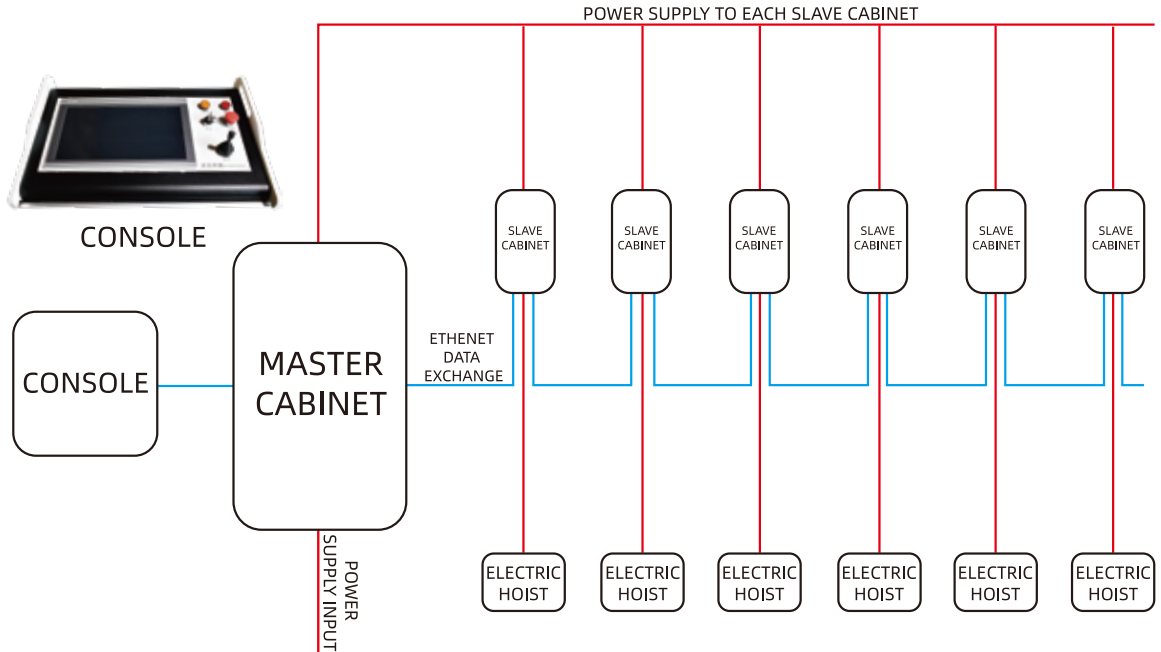 POWER SUPPLY TO EACH SLAVE CABINET
CONSOLE
CONSOLE
MASTER
CABINET
ETHENET
DATA
EXCHANGE
POWER
SUPPLY INPUT
SLAVE
CABINET
SLAVE
CABINET
SLAVE
CABINET
SLAVE
CABINET
SLAVE
CABINET
SLAVE
CABINET
ELECTRIC
HOIST
ELECTRIC
HOIST
ELECTRIC
HOIST
ELECTRIC
HOIST
ELECTRIC
HOIST
ELECTRIC
HOIST